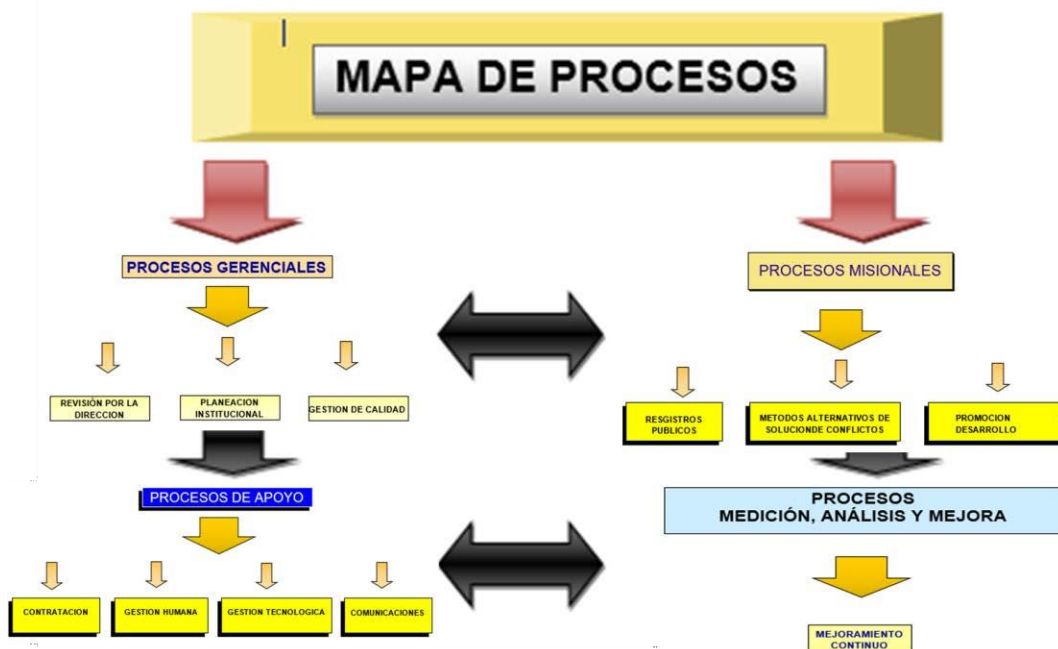 MAPA DE PROCESOS
PROCESOS GERENCIALES
PROCESOS MISIONALES
REVISIÓN POR LA
DIRECCION
PLANEACION
INSTITUCIONAL
GESTION DE CALIDAD
RESGISTROS
PUBLICOS
METODOS ALTERNATIVOS DE
SOLUCIONDE CONFLICTOS
PROMOCION
DESARROLLO
PROCESOS DE APOYO
PROCESOS
MEDICIÓN, ANÁLISIS Y MEJORA
CONTRATACION
GESTION HUMANA
GESTION TECNOLOGICA
COMUNICACIONES
MEJORAMIENTO
CONTINUO